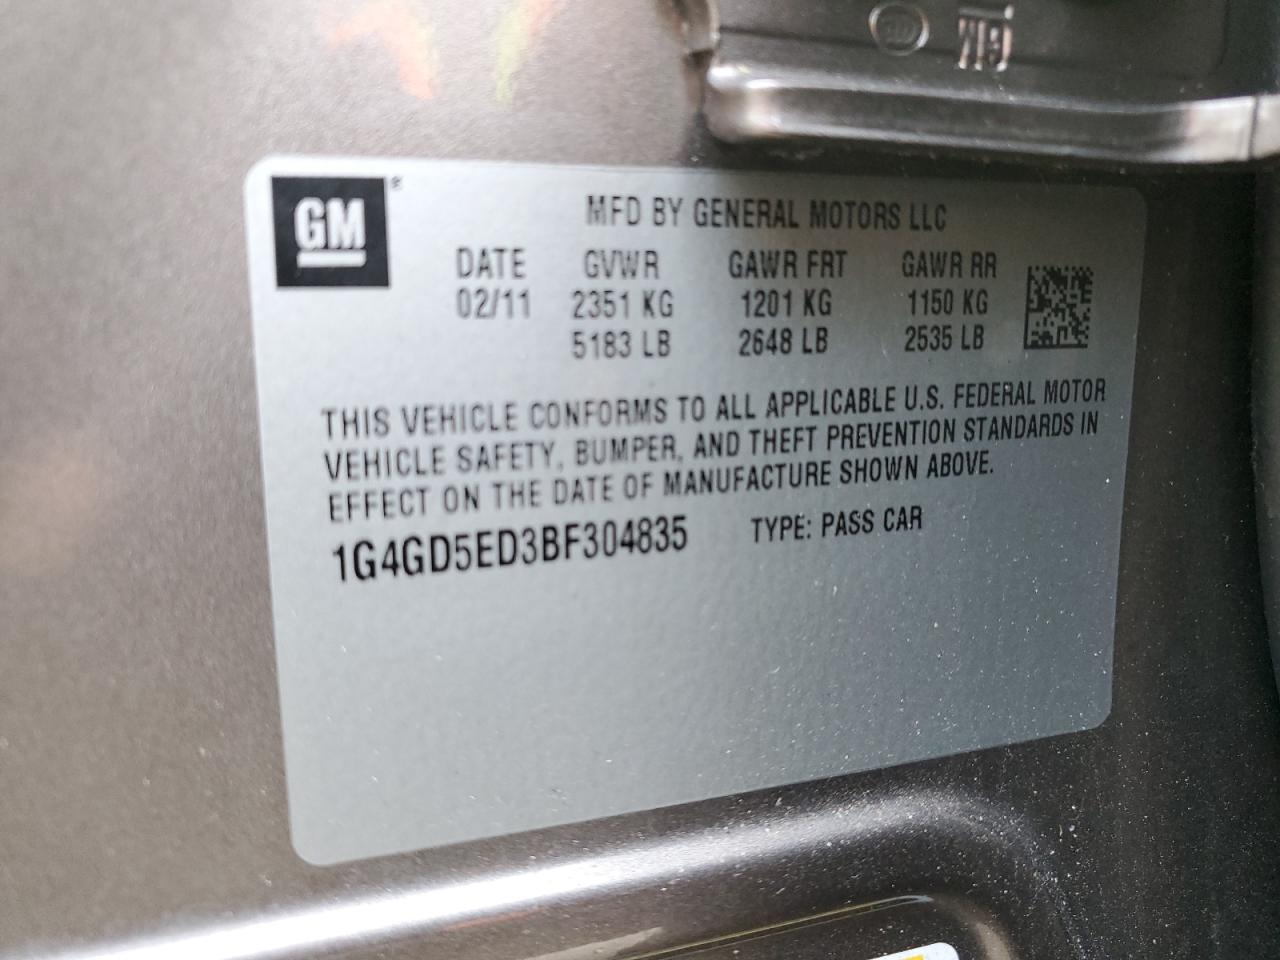 GM®
MFD BY GENERAL MOTORS LLC
DATE GVWR GAWR FRT GAWR RR
02/11 2351 KG 1201 KG 1150 KG
5183 LB 2648 LB 2535 LB
THIS VEHICLE CONFORMS TO ALL APPLICABLE U.S. FEDERAL MOTOR
VEHICLE SAFETY, BUMPER, AND THEFT PREVENTION STANDARDS IN
EFFECT ON THE DATE OF MANUFACTURE SHOWN ABOVE.
1G4GD5ED3BF304835 TYPE: PASS CAR